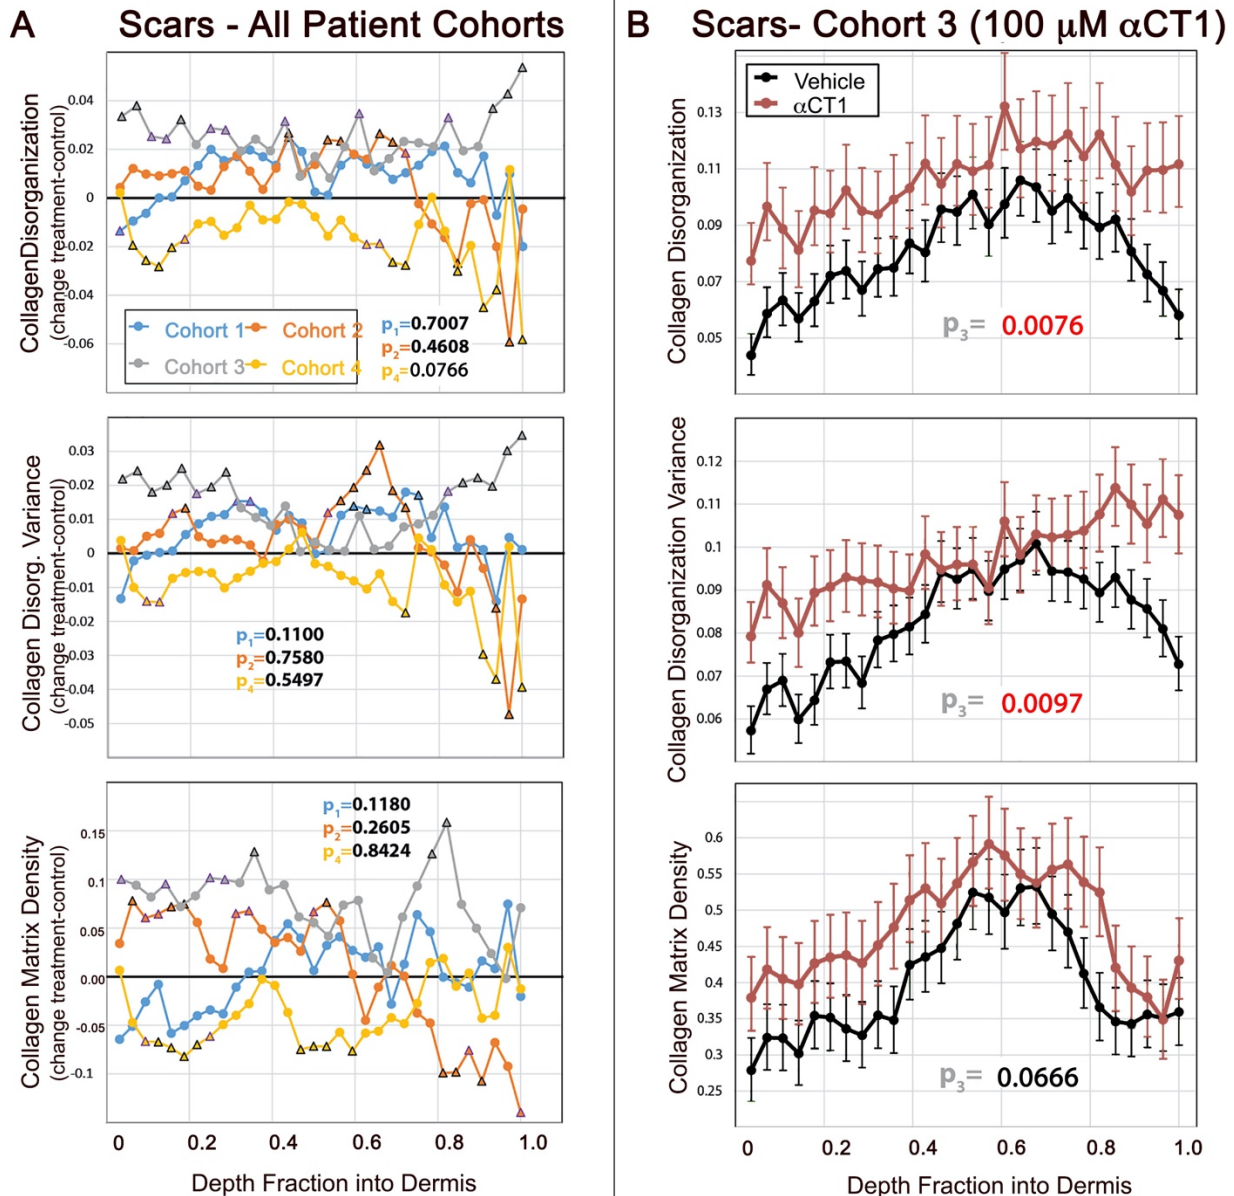 A Scars - All Patient Cohorts
CollagenDisorganization
(change treatment-control)
0.04
0.02
0
-0.02
-0.04
-0.06
Cohort 1 Cohort 2
Cohort 3 Cohort 4
p1=0.7007
p2=0.4608
p4=0.0766
Collagen Disorg. Variance
(change treatment-control)
0.03
0.02
0.01
0
-0.01
-0.02
-0.03
-0.04
-0.05
p1=0.1100
p2=0.7580
p4=0.5497
Collagen Matrix Density
(change treatment-control)
0.15
0.1
0.05
0.00
-0.05
-0.1
p1=0.1180
p2=0.2605
p4=0.8424
0 0.2 0.4 0.6 0.8 1.0
Depth Fraction into Dermis
B Scars- Cohort 3 (100 μM αCT1)
Collagen Disorganization
0.13
0.11
0.09
0.07
0.05
Vehicle
αCT1
p3= 0.0076
Collagen Disorganization Variance
0.12
0.11
0.1
0.09
0.08
0.07
0.06
p3= 0.0097
Collagen Matrix Density
0.6
0.55
0.5
0.45
0.4
0.35
0.3
0.25
p3= 0.0666
0 0.2 0.4 0.6 0.8 1.0
Depth Fraction into Dermis